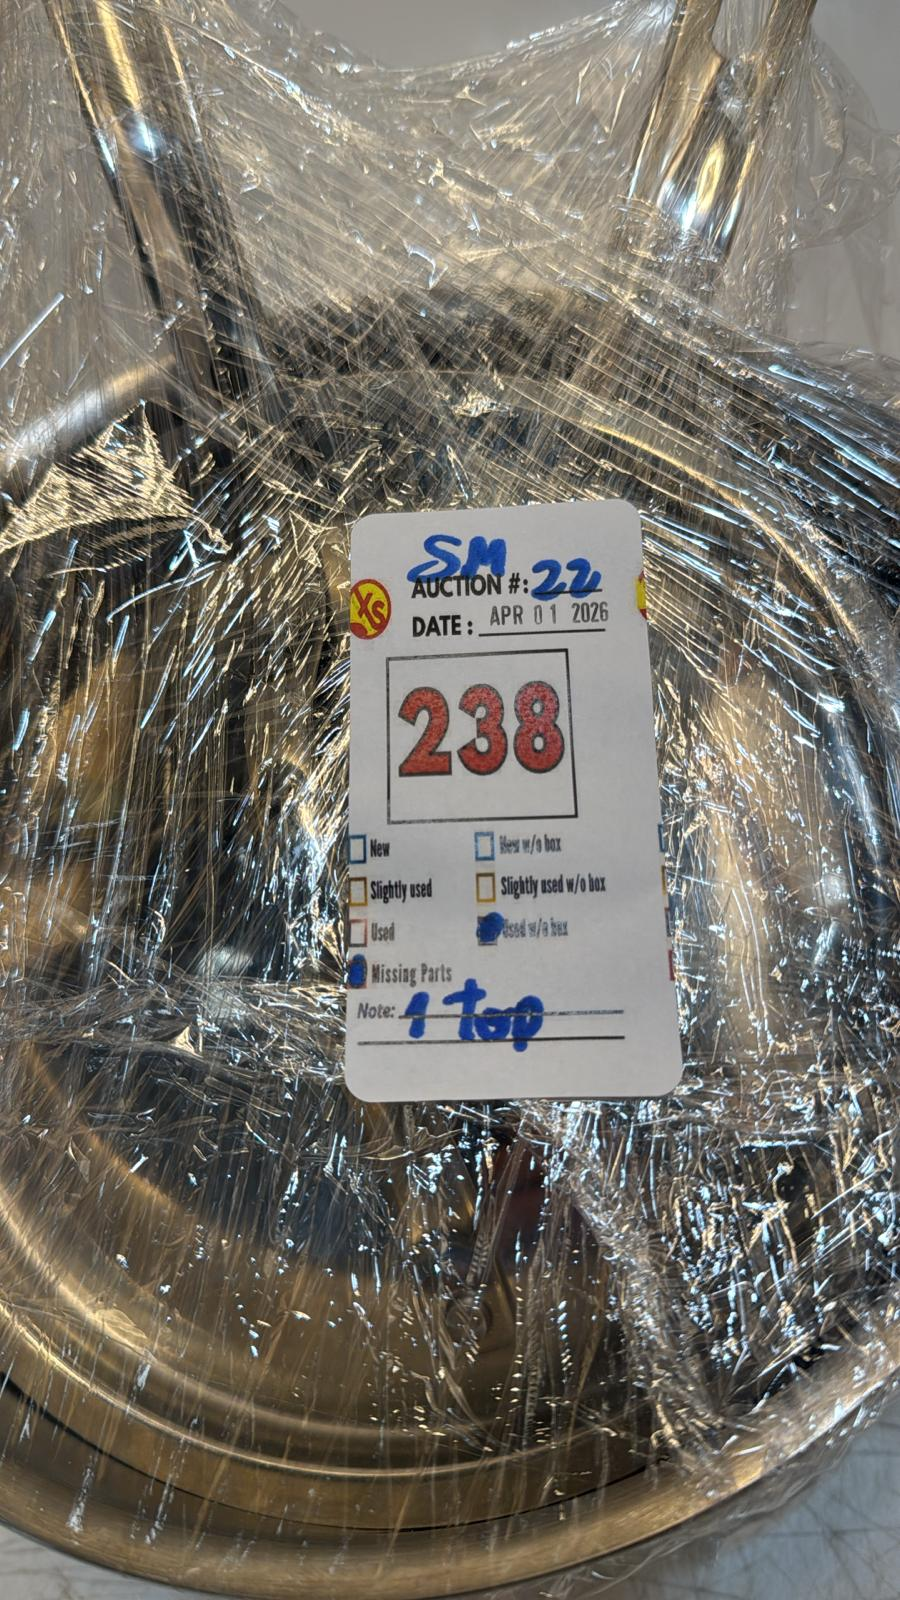 SM
AUCTION #: 22
DATE: APR 01 2026
238
New
New w/o box
Slightly used
Slightly used w/o box
Used
Used w/o box
Missing Parts
Note: 1 top